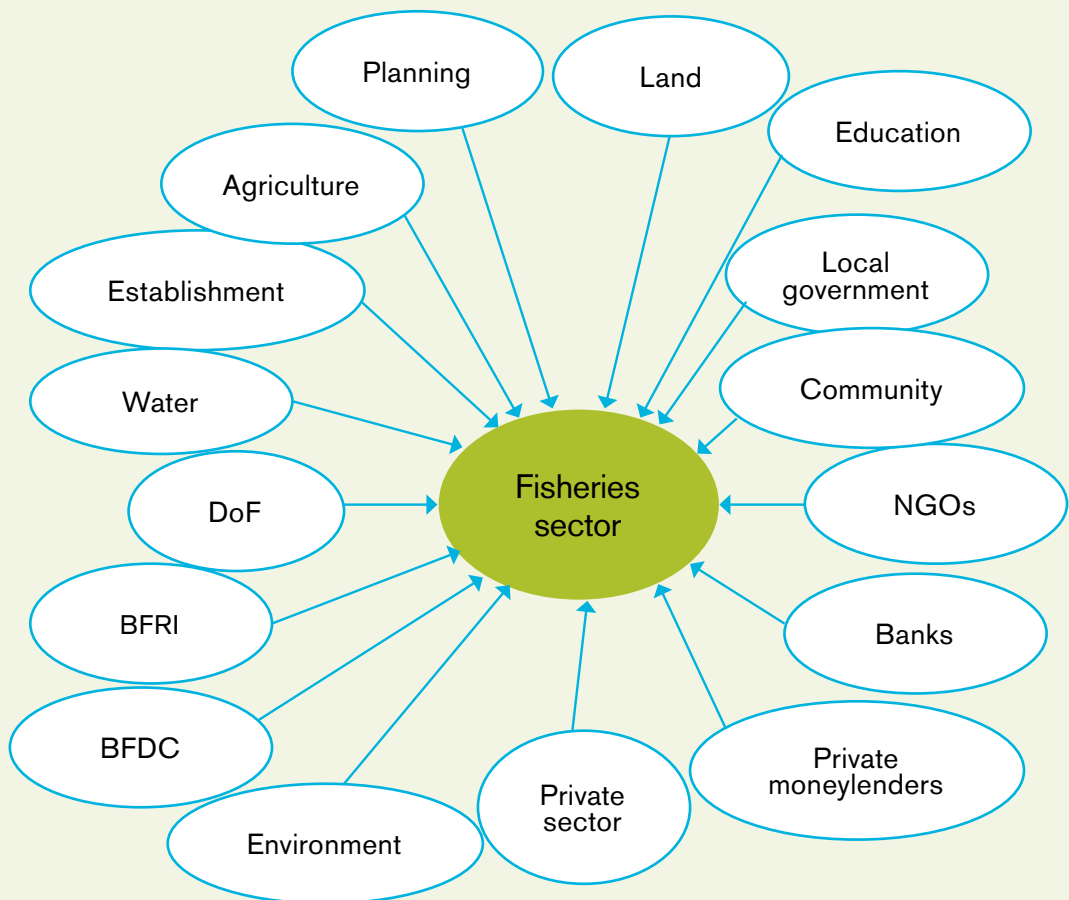 Planning
Land
Education
Agriculture
Local
government
Establishment
Community
Water
Fisheries
sector
NGOs
DoF
BFRI
Banks
BFDC
Private
moneylenders
Private
sector
Environment